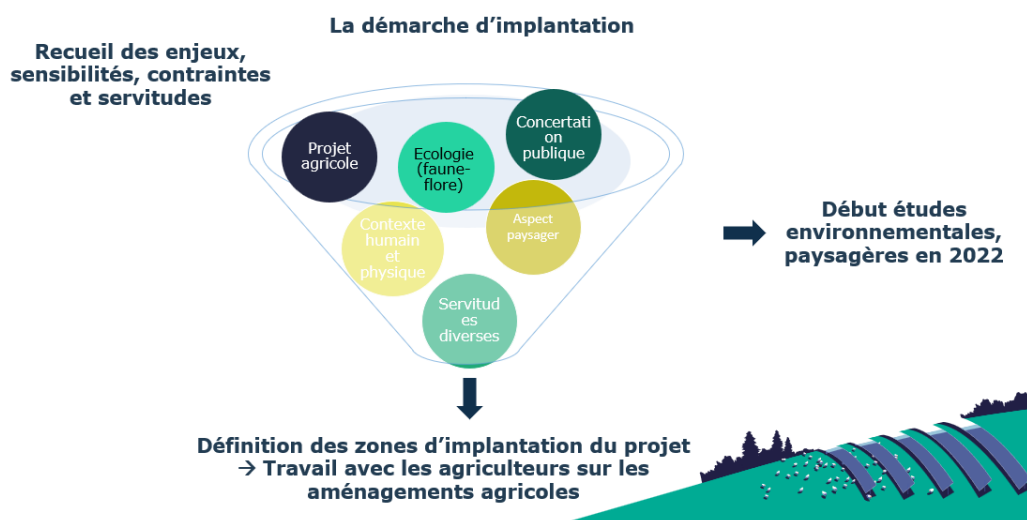 La démarche d’implantation
Recueil des enjeux,
sensibilités, contraintes
et servitudes
Projet
agricole
Ecologie
(faune-
flore)
Concertati
on
publique
Contexte
humain
et
physique
Aspect
paysager
Servitud
es
diverses
Début études
environnementales,
paysagères en 2022
Définition des zones d’implantation du projet
→ Travail avec les agriculteurs sur les
aménagements agricoles